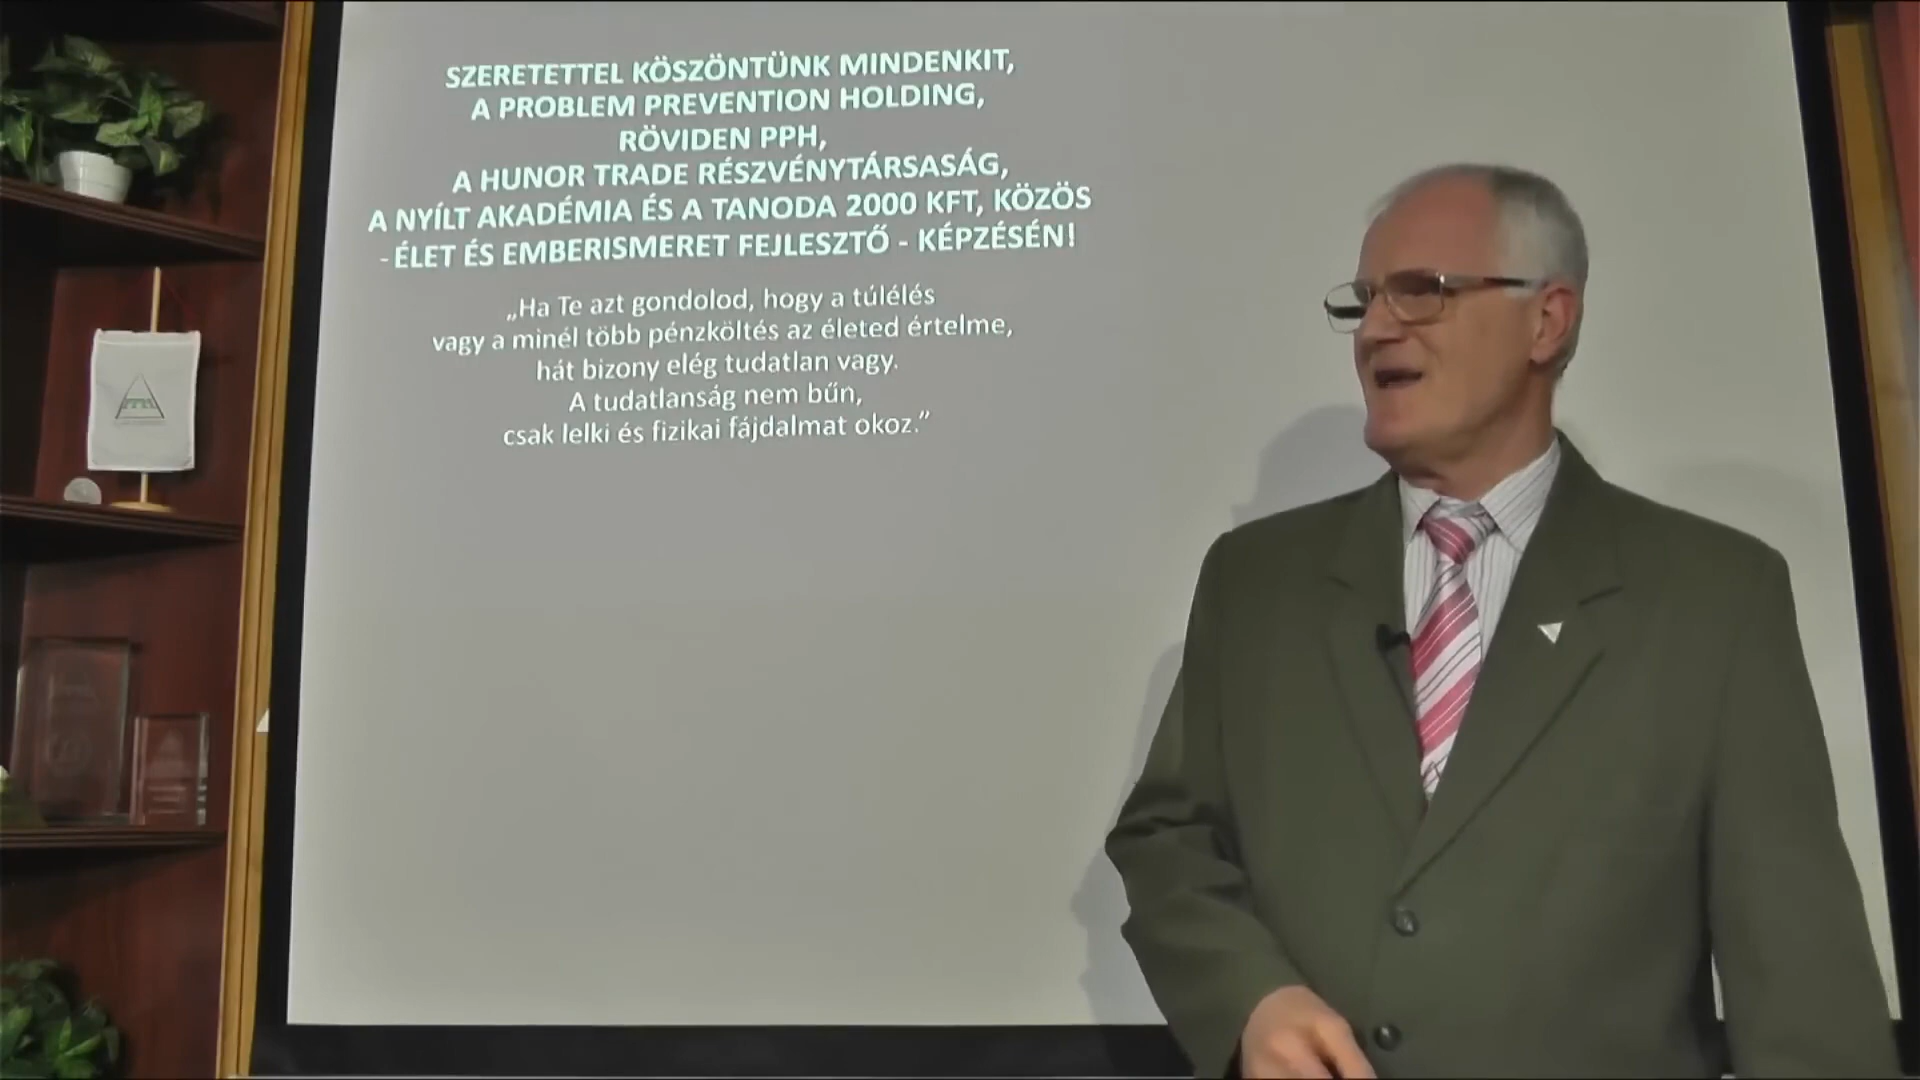 SZERETETTEL KÖSZÖNTÜNK MINDENKIT,
A PROBLEM PREVENTION HOLDING,
RÖVIDEN PPH,
A HUNOR TRADE RÉSZVÉNYTÁRSASÁG,
A NYÍLT AKADÉMIA ÉS A TANODA 2000 KFT, KÖZÖS
- ÉLET ÉS EMBERISMERET FEJLESZTŐ - KÉPZÉSÉN!
„Ha Te azt gondolod, hogy a túlélés
vagy a minél több pénzköltés az életed értelme,
hát bizony elég tudatlan vagy.
A tudatlanság nem bűn,
csak lelki és fizikai fájdalmat okoz.”